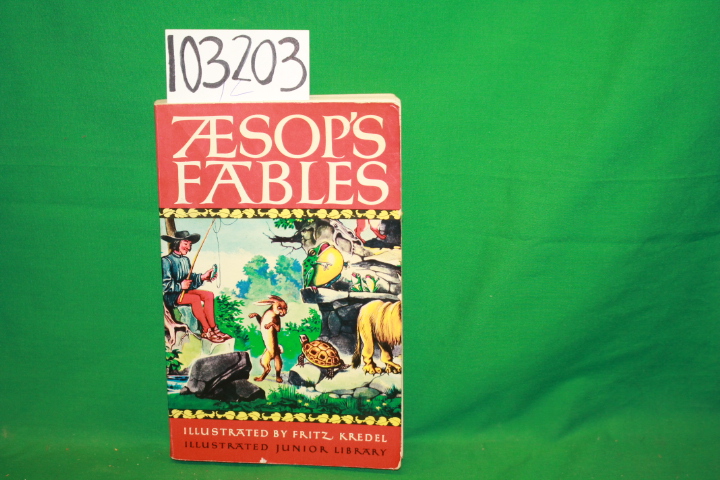 103203
ÆSOP'S
FABLES
ILLUSTRATED BY FRITZ KREDEL
ILLUSTRATED JUNIOR LIBRARY